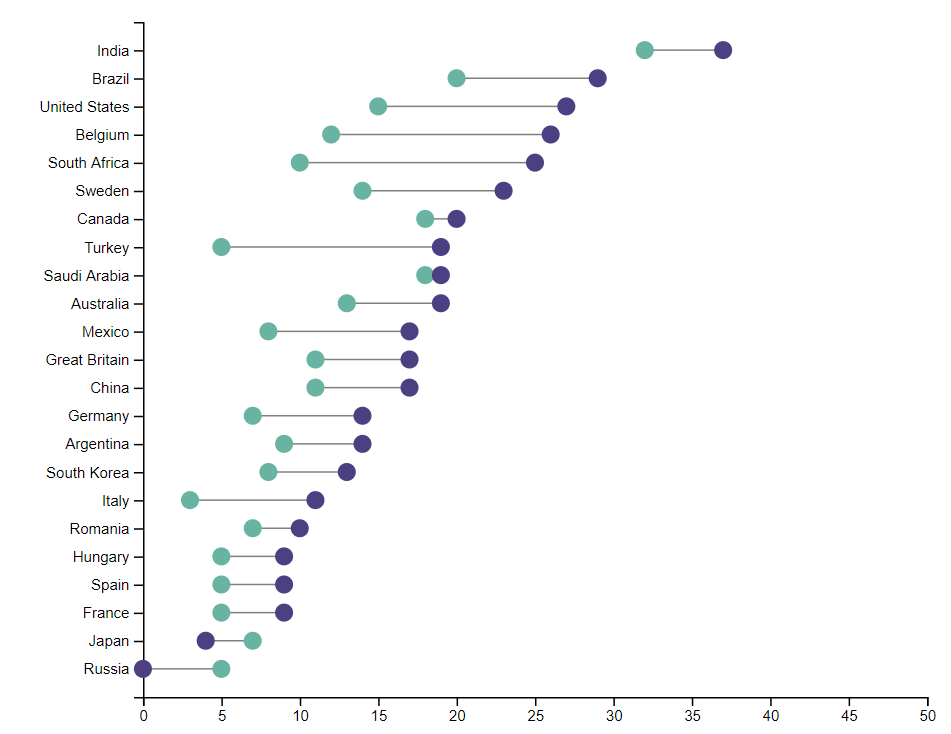 India
Brazil
United States
Belgium
South Africa
Sweden
Canada
Turkey
Saudi Arabia
Australia
Mexico
Great Britain
China
Germany
Argentina
South Korea
Italy
Romania
Hungary
Spain
France
Japan
Russia
0 5 10 15 20 25 30 35 40 45 50